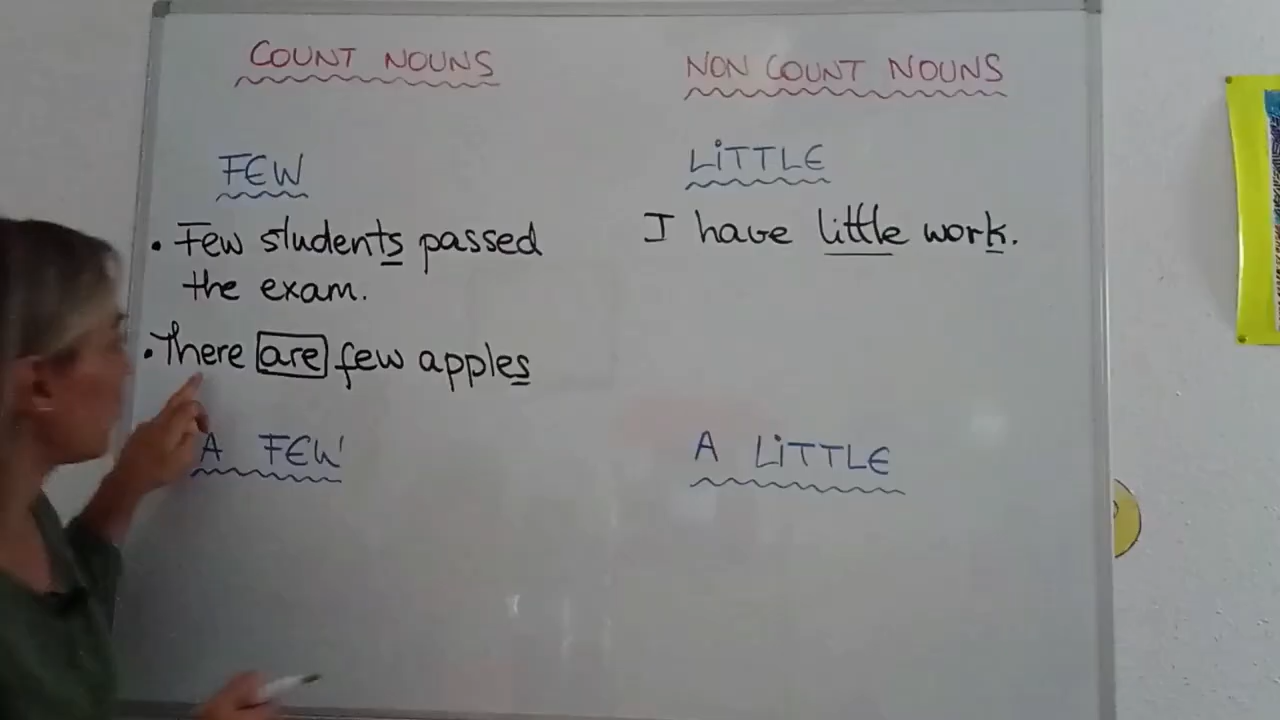 COUNT NOUNS
FEW
• Few students passed
the exam.
• There are few apples
A FEW
NON COUNT NOUNS
LiTTLE
I have little work.
A LiTTLE